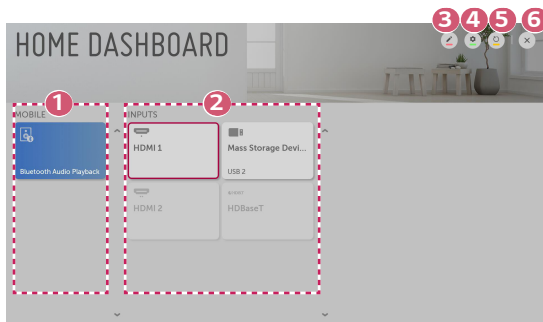 3 4 5 6
HOME DASHBOARD
1 2
MOBILE INPUTS
HDMI 1 Mass Storage Devi...
Bluetooth Audio Playback USB 2
HDMI 2 HDBaseT